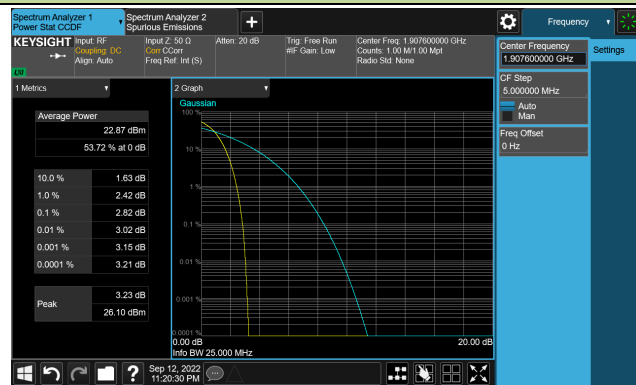 Spectrum Analyzer 1
Power Stat CCDF
Spectrum Analyzer 2
Spurious Emissions
Frequency
KEYSIGHT
Input: RF
Coupling: DC
Align: Auto
Input Z: 50 Ω
Corr CCorr
Freq Ref: Int (S)
Atten: 20 dB
Trig: Free Run
#IF Gain: Low
Center Freq: 1.907600000 GHz
Counts: 1.00 M/1.00 Mpt
Radio Std: None
LXI
Center Frequency
1.907600000 GHz
Settings
CF Step
5.000000 MHz
Auto
Man
Freq Offset
0 Hz
1 Metrics
Average Power
22.87 dBm
53.72 % at 0 dB
10.0 % 1.63 dB
1.0 % 2.42 dB
0.1 % 2.82 dB
0.01 % 3.02 dB
0.001 % 3.15 dB
0.0001 % 3.21 dB
Peak
3.23 dB
26.10 dBm
2 Graph
Gaussian
100 %
10 %
1 %
0.1 %
0.01 %
0.001 %
0.0001 %
0.00 dB
20.00 dB
Info BW 25.000 MHz
?
Sep 12, 2022
11:20:30 PM